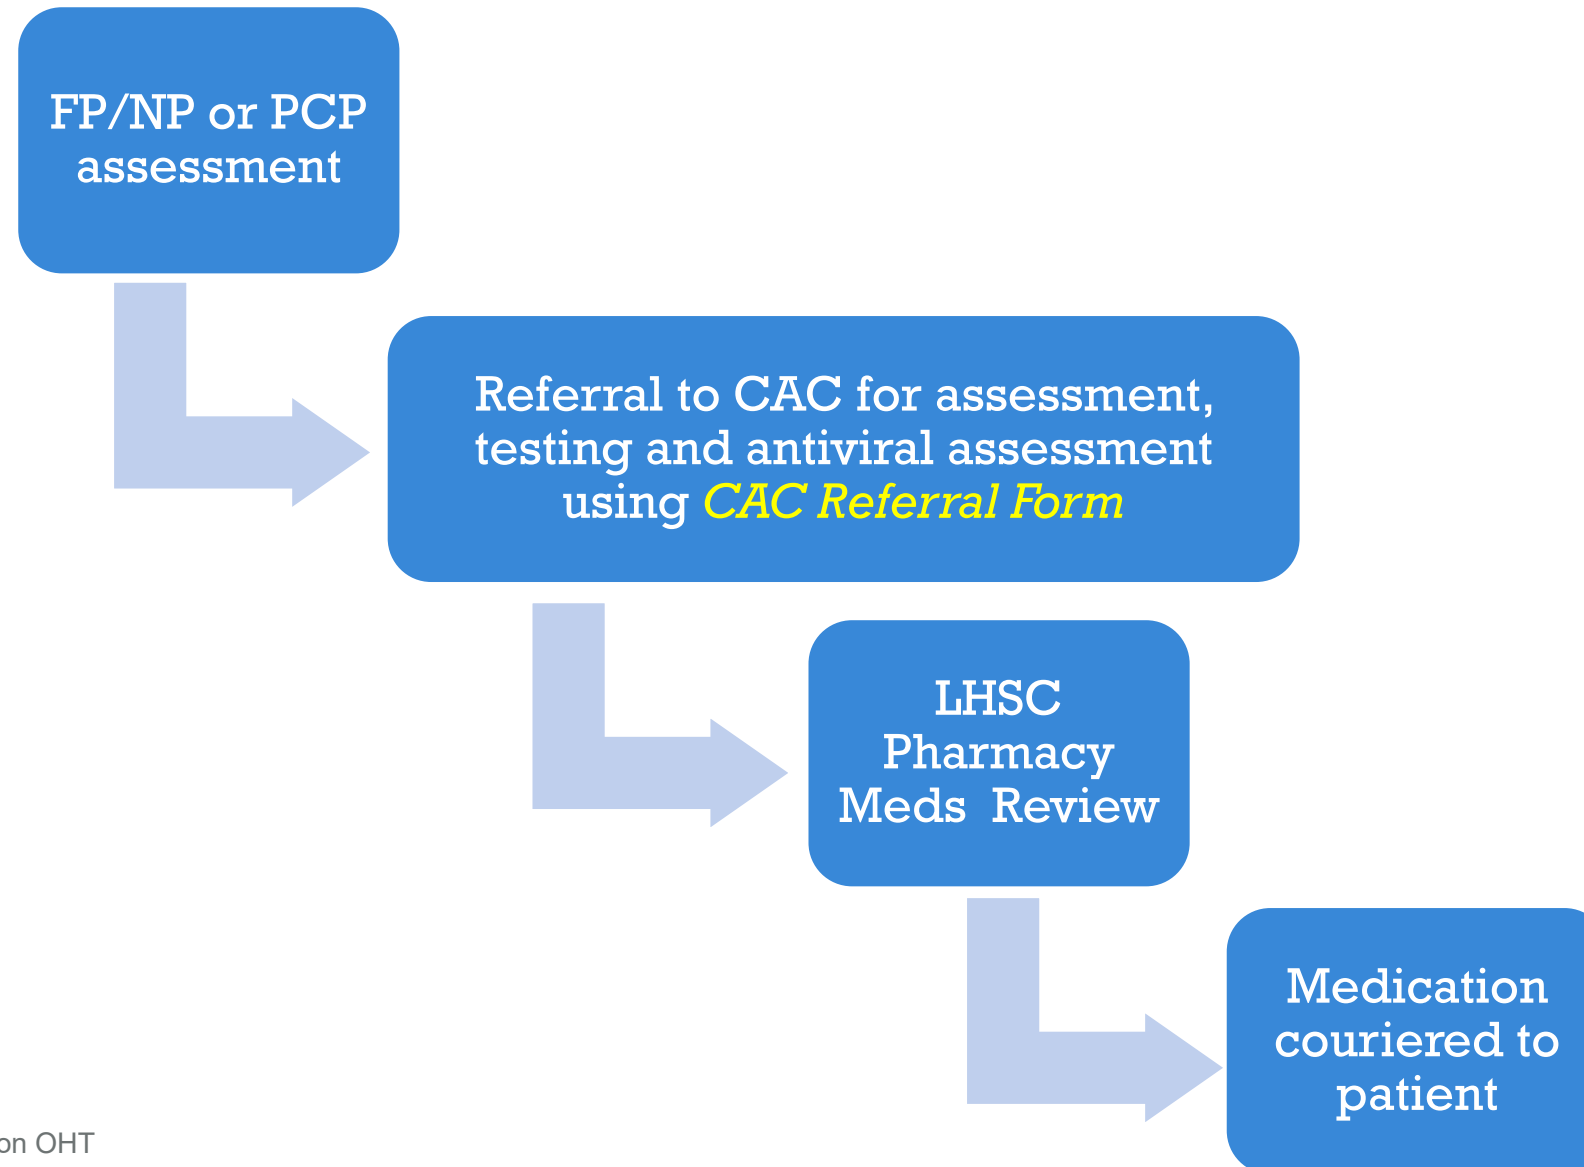 FP/NP or PCP
assessment
Referral to CAC for assessment,
testing and antiviral assessment
using CAC Referral Form
LHSC
Pharmacy
Meds  Review
Medication
couriered to
patient
on OHT